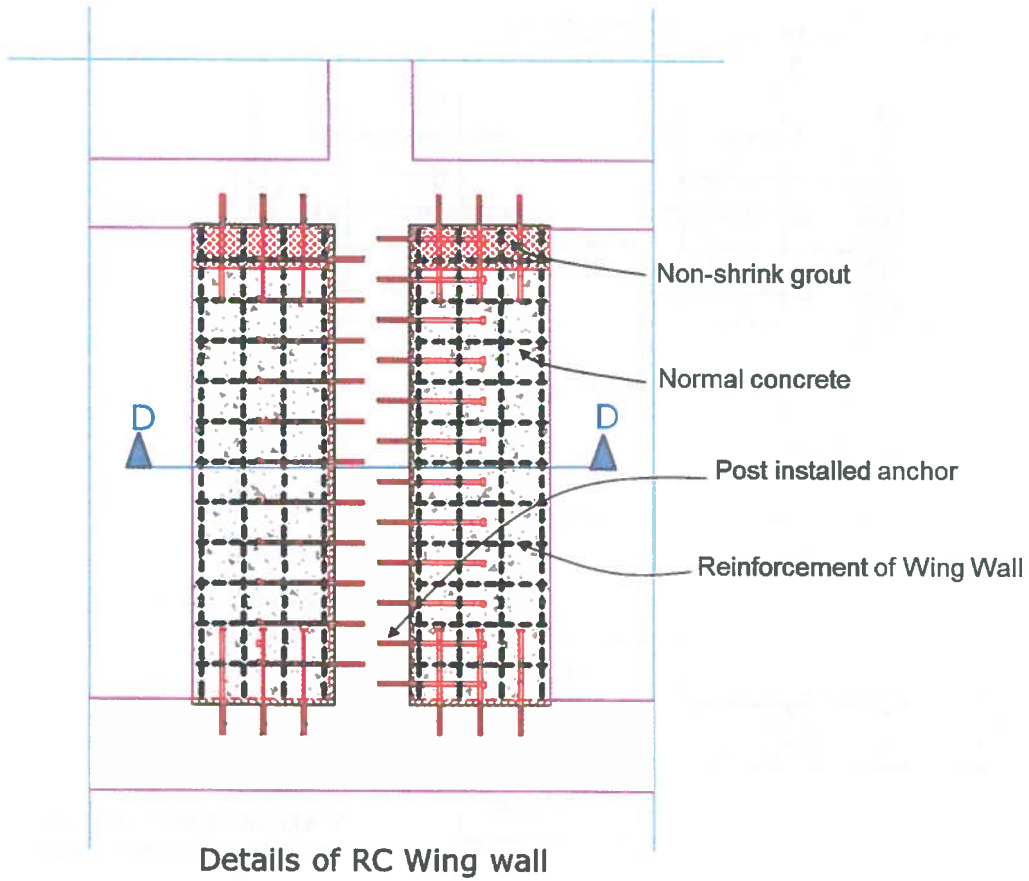 Non-shrink grout
Normal concrete
D
D
Post installed anchor
Reinforcement of Wing Wall
Details of RC Wing wall